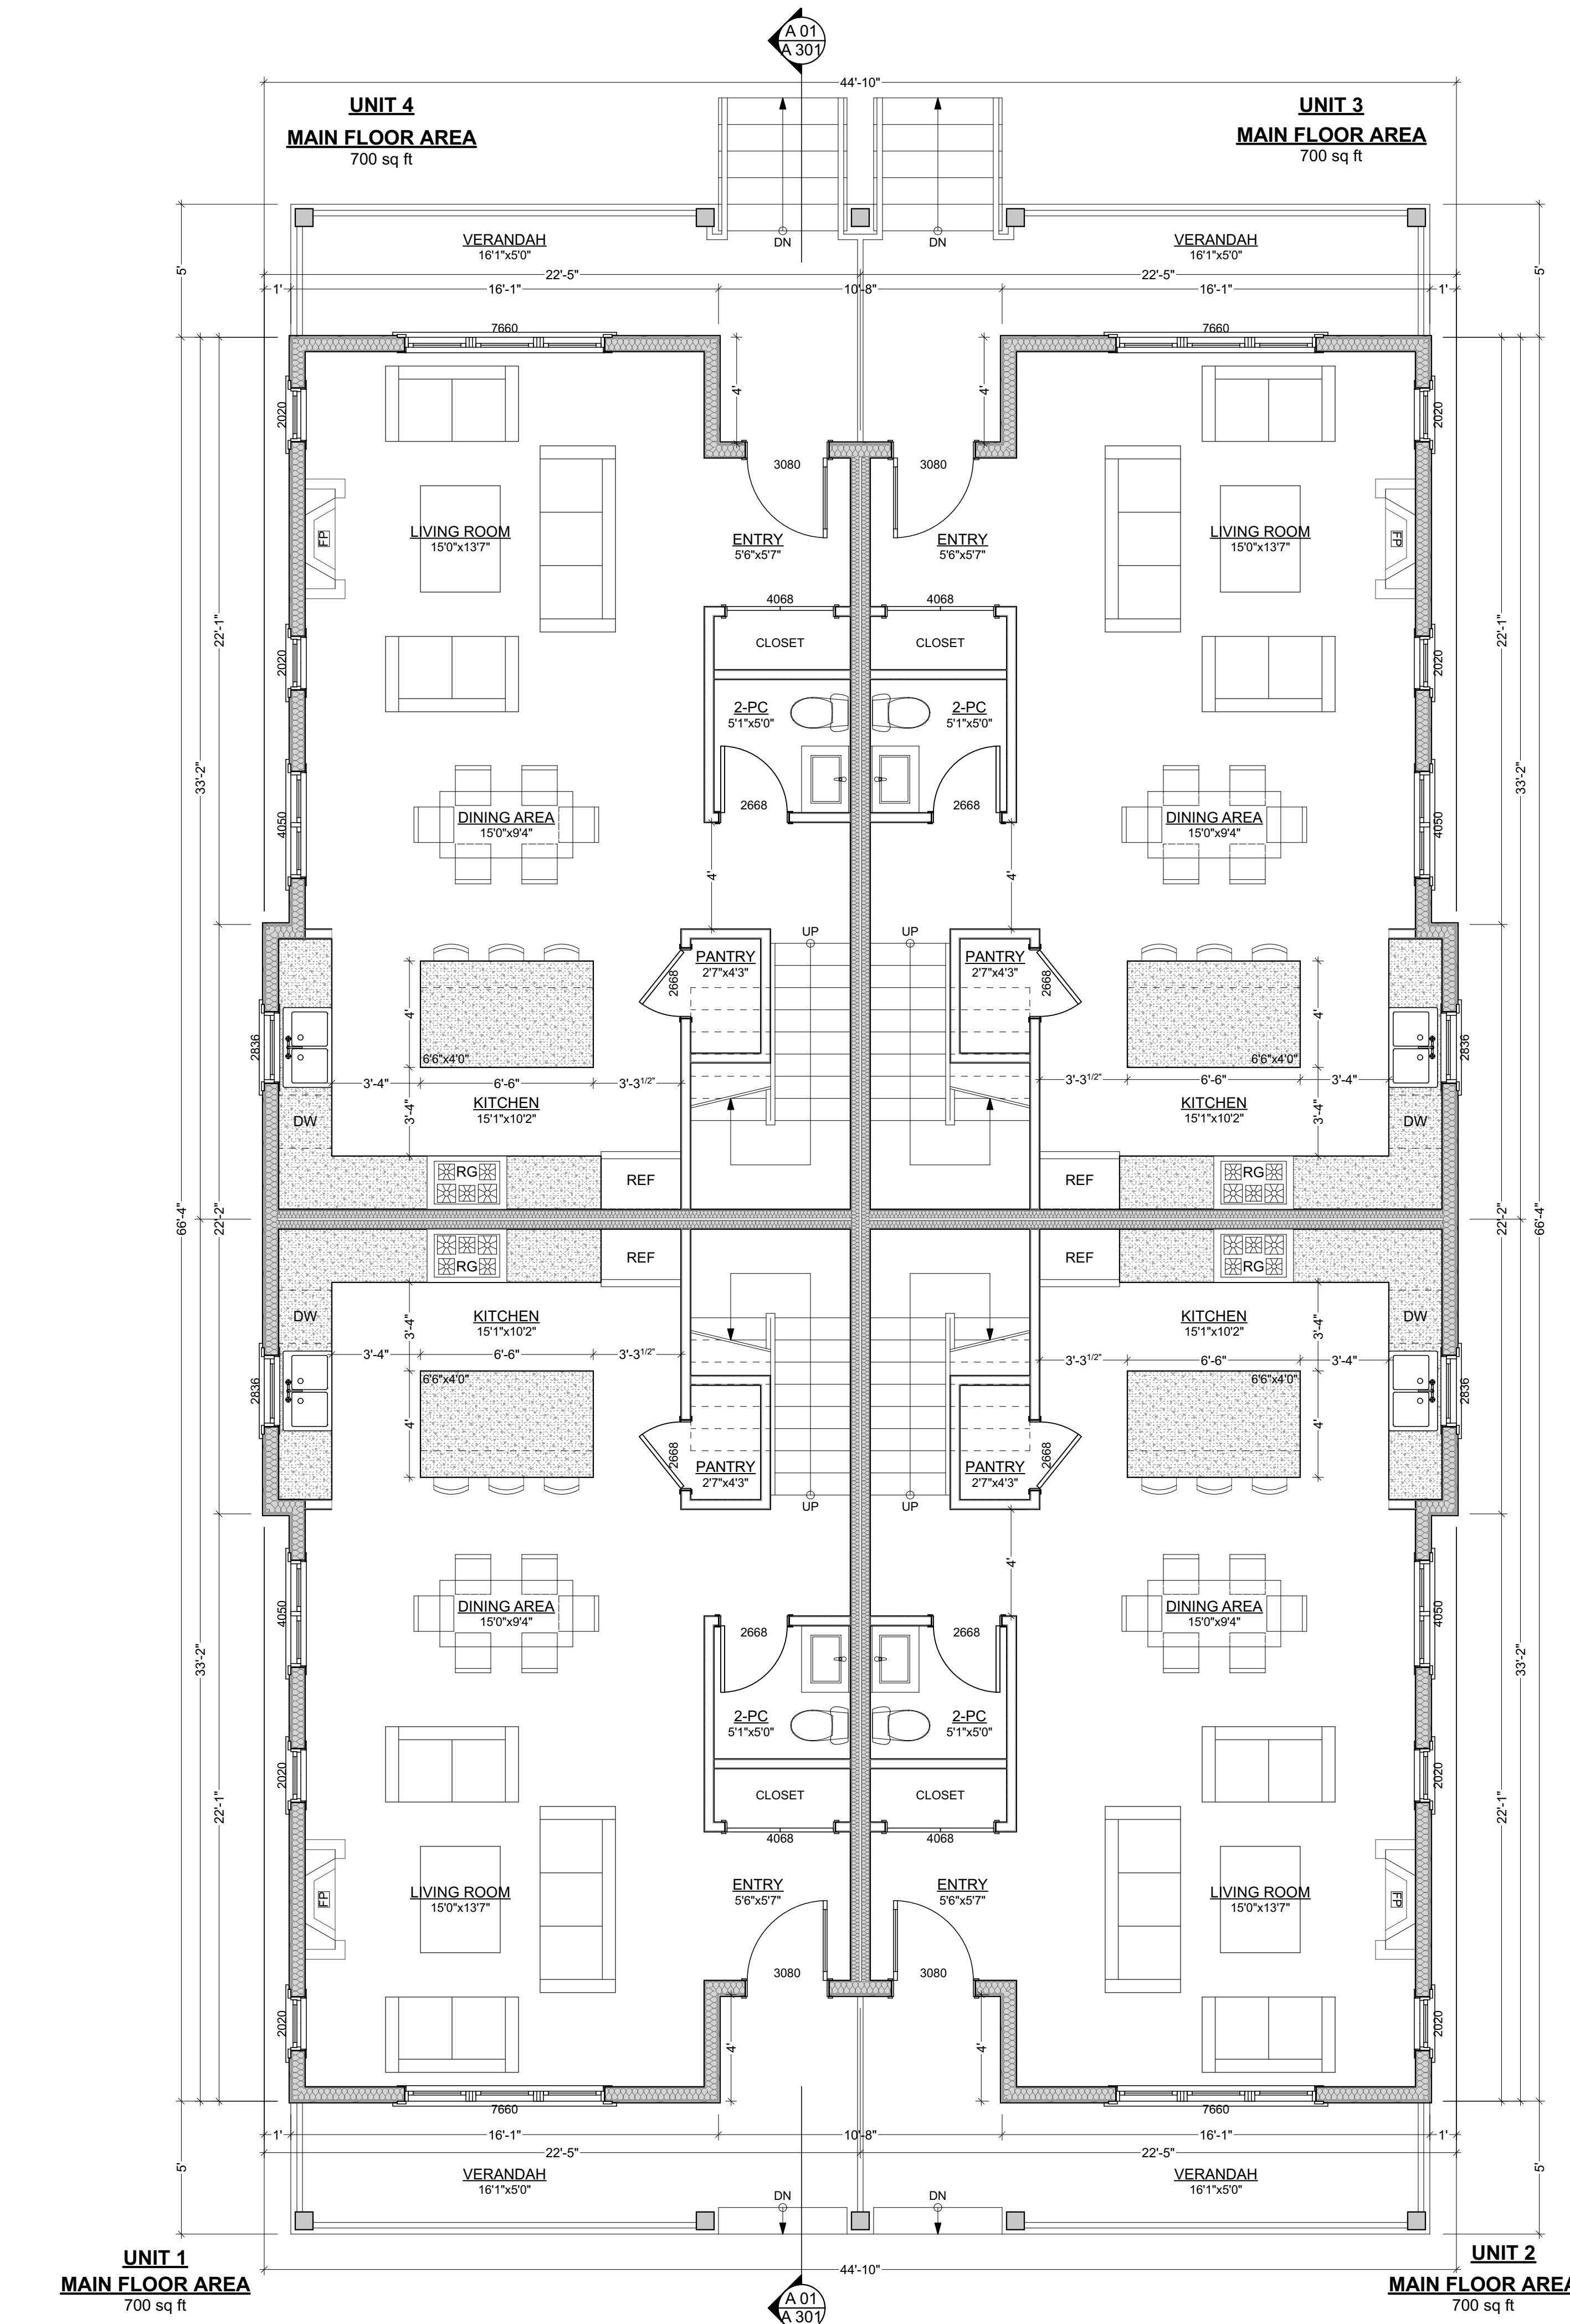 A 01
A 301
44'-10"
UNIT 4
MAIN FLOOR AREA
700 sq ft
UNIT 3
MAIN FLOOR AREA
700 sq ft
DN
DN
VERANDAH
16'1"x5'0"
VERANDAH
16'1"x5'0"
5'
22'-5"
22'-5"
5'
1'
16'-1"
10'-8"
16'-1"
1'
7660
7660
4'
4'
2020
2020
3080
3080
LIVING ROOM
15'0"x13'7"
FP
ENTRY
5'6"x5'7"
ENTRY
5'6"x5'7"
LIVING ROOM
15'0"x13'7"
FP
4068
4068
22'-1"
22'-1"
CLOSET
CLOSET
2020
2020
2-PC
5'1"x5'0"
2-PC
5'1"x5'0"
33'-2"
33'-2"
2668
2668
4050
DINING AREA
15'0"x9'4"
DINING AREA
15'0"x9'4"
4050
4'
4'
UP
UP
PANTRY
2'7"x4'3"
PANTRY
2'7"x4'3"
2668
2668
4'
4'
2836
2836
6'6"x4'0"
6'6"x4'0"
3'-4"
6'-6"
3'-3 1/2"
3'-3 1/2"
6'-6"
3'-4"
KITCHEN
15'1"x10'2"
KITCHEN
15'1"x10'2"
3'-4"
3'-4"
DW
DW
RG
REF
REF
RG
66'-4"
22'-2"
22'-2"
66'-4"
RG
REF
REF
RG
DW
DW
KITCHEN
15'1"x10'2"
KITCHEN
15'1"x10'2"
3'-4"
3'-4"
3'-4"
6'-6"
3'-3 1/2"
3'-3 1/2"
6'-6"
3'-4"
6'6"x4'0"
6'6"x4'0"
2836
2836
4'
4'
2668
2668
PANTRY
2'7"x4'3"
PANTRY
2'7"x4'3"
UP
UP
4'
4050
DINING AREA
15'0"x9'4"
DINING AREA
15'0"x9'4"
4050
2668
2668
33'-2"
33'-2"
2-PC
5'1"x5'0"
2-PC
5'1"x5'0"
2020
2020
CLOSET
CLOSET
22'-1"
22'-1"
4068
4068
FP
LIVING ROOM
15'0"x13'7"
ENTRY
5'6"x5'7"
ENTRY
5'6"x5'7"
LIVING ROOM
15'0"x13'7"
FP
3080
3080
2020
2020
4'
4'
7660
7660
1'
16'-1"
10'-8"
16'-1"
1'
22'-5"
22'-5"
5'
5'
VERANDAH
16'1"x5'0"
VERANDAH
16'1"x5'0"
DN
DN
UNIT 1
MAIN FLOOR AREA
700 sq ft
44'-10"
UNIT 2
MAIN FLOOR AREA
700 sq ft
A 01
A 301